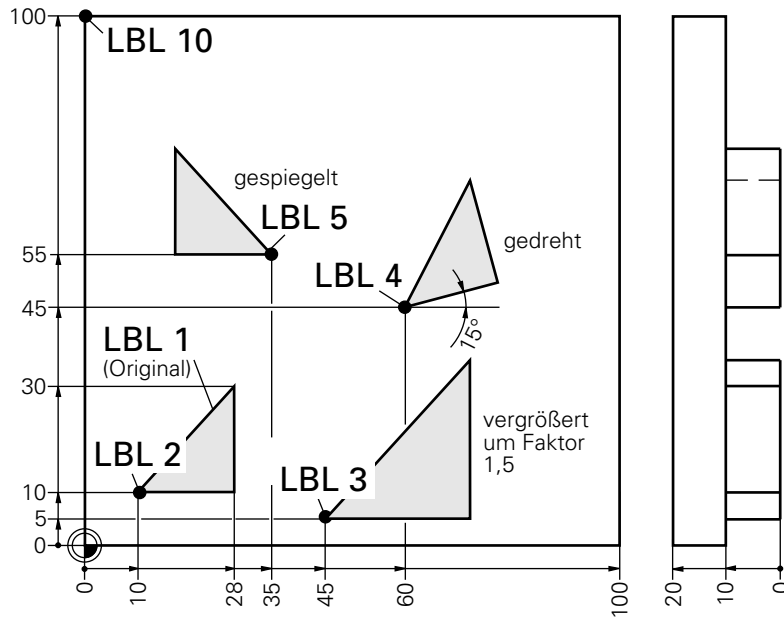 100
LBL 10
gespiegelt
LBL 5
gedreht
55
LBL 4
45
15°
LBL 1
(Original)
30
vergrößert
um Faktor
1,5
LBL 2
LBL 3
10
5
0
0 10 28 35 45 60 100 20 10 0